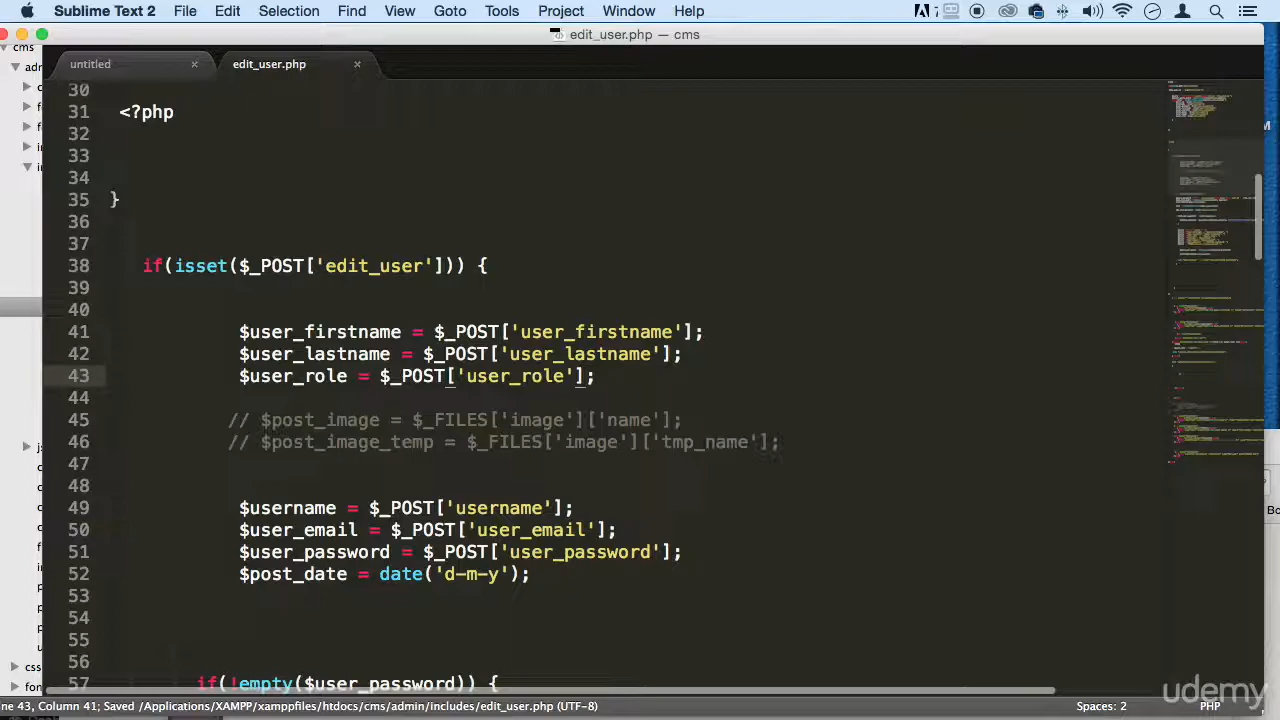 Sublime Text 2 File Edit Selection Find View Goto Tools Project Window Help
edit_user.php — cms
cms
untitled × edit_user.php ×
30
31 <?php
32
33
34
35 }
36
37
38 if(isset($_POST['edit_user'])) {
39
40
41 $user_firstname = $_POST['user_firstname'];
42 $user_lastname = $_POST['user_lastname'];
43 $user_role = $_POST['user_role'];
44
45 // $post_image = $_FILES['image']['name'];
46 // $post_image_temp = $_FILES['image']['tmp_name'];
47
48
49 $username = $_POST['username'];
50 $user_email = $_POST['user_email'];
51 $user_password = $_POST['user_password'];
52 $post_date = date('d-m-y');
53
54
55
56
57 if(!empty($user_password)) {
css
udemy
ne 43, Column 41; Saved /Applications/XAMPP/xamppfiles/htdocs/cms/admin/includes/edit_user.php (UTF-8) Spaces: 2 PHP